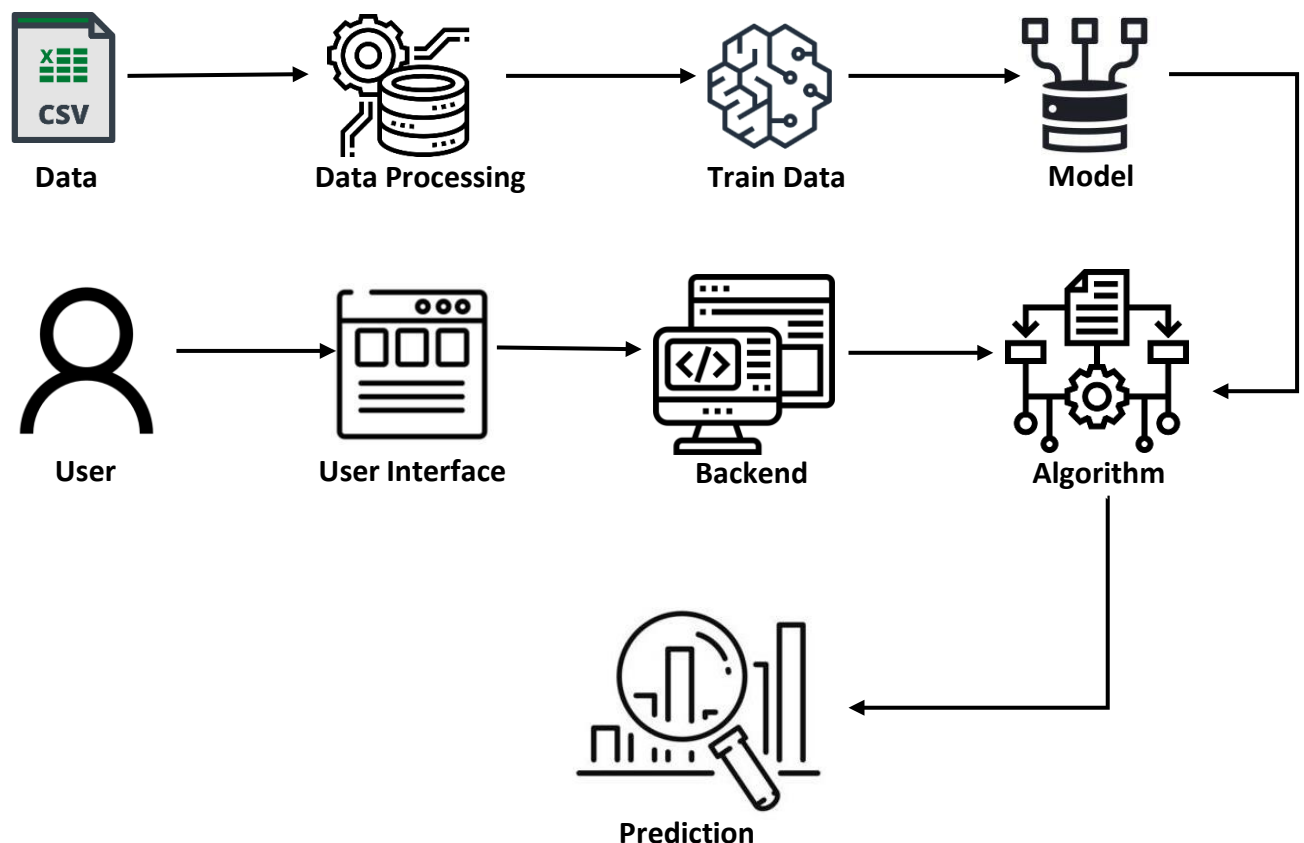 X
CSV
Data
Data Processing
Train Data
Model
</>
User
User Interface
Backend
Algorithm
Prediction